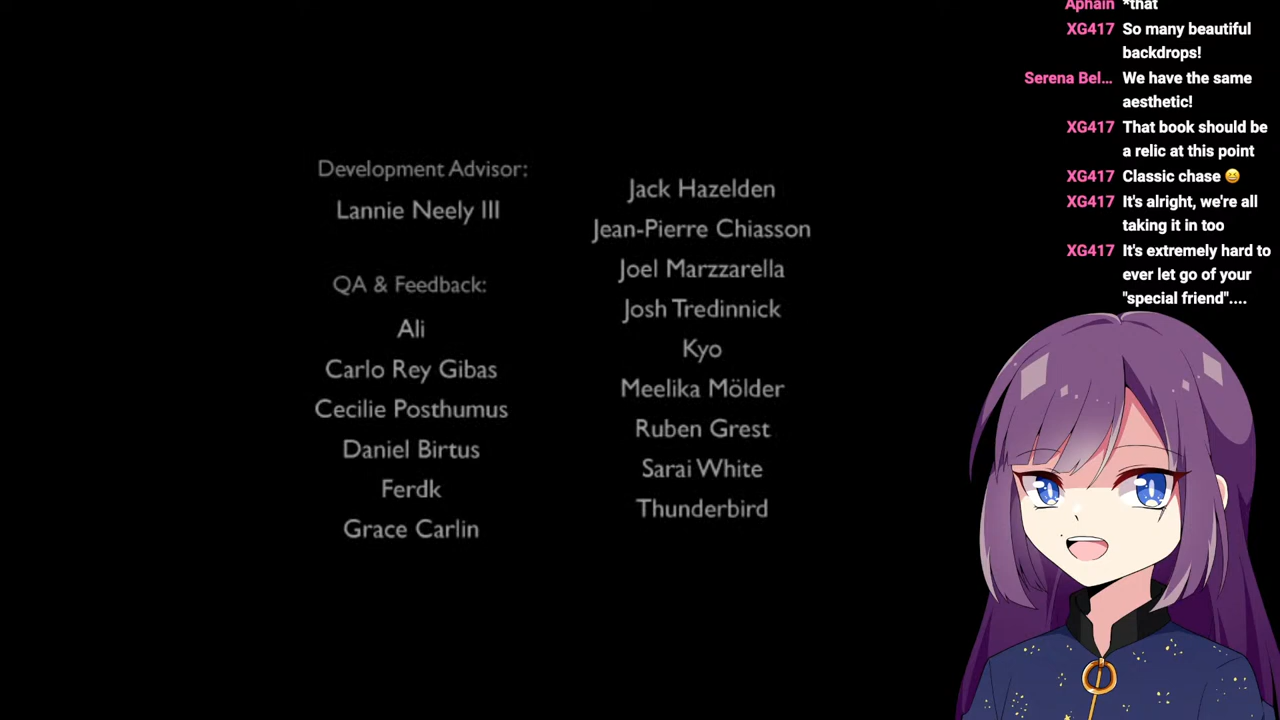 Development Advisor:
Lannie Neely III
QA & Feedback:
Ali
Carlo Rey Gibas
Cecilie Posthumus
Daniel Birtus
Ferdk
Grace Carlin
Jack Hazelden
Jean-Pierre Chiasson
Joel Marzzarella
Josh Tredinnick
Kyo
Meelika Mölder
Ruben Grest
Sarai White
Thunderbird
Aphain *that
XG417 So many beautiful
backdrops!
Serena Bel... We have the same
aesthetic!
XG417 That book should be
a relic at this point
XG417 Classic chase 😆
XG417 It's alright, we're all
taking it in too
XG417 It's extremely hard to
ever let go of your
"special friend"....